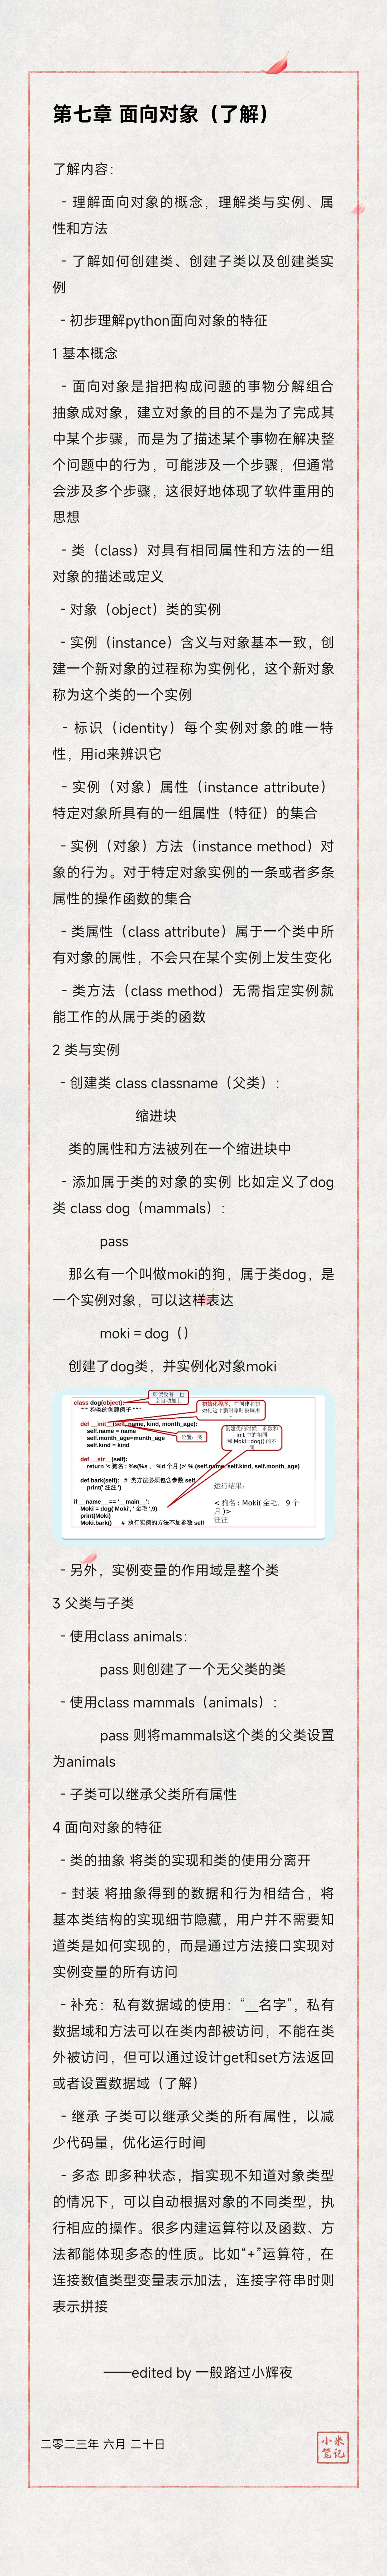 第七章 面向对象（了解）
了解内容：
- 理解面向对象的概念，理解类与实例、属
性和方法
- 了解如何创建类、创建子类以及创建类实
例
- 初步理解python面向对象的特征
1 基本概念
- 面向对象是指把构成问题的事物分解组合
抽象成对象，建立对象的目的不是为了完成其
中某个步骤，而是为了描述某个事物在解决整
个问题中的行为，可能涉及一个步骤，但通常
会涉及多个步骤，这很好地体现了软件重用的
思想
- 类（class）对具有相同属性和方法的一组
对象的描述或定义
- 对象（object）类的实例
- 实例（instance）含义与对象基本一致，创
建一个新对象的过程称为实例化，这个新对象
称为这个类的一个实例
- 标识（identity）每个实例对象的唯一特
性，用id来辨识它
- 实例（对象）属性（instance attribute）
特定对象所具有的一组属性（特征）的集合
- 实例（对象）方法（instance method）对
象的行为。对于特定对象实例的一条或者多条
属性的操作函数的集合
- 类属性（class attribute）属于一个类中所
有对象的属性，不会只在某个实例上发生变化
- 类方法（class method）无需指定实例就
能工作的从属于类的函数
2 类与实例
- 创建类 class classname（父类）：
缩进块
类的属性和方法被列在一个缩进块中
- 添加属于类的对象的实例 比如定义了dog
类 class dog（mammals）：
pass
那么有一个叫做moki的狗，属于类dog，是
一个实例对象，可以这样表达
moki = dog（）
创建了dog类，并实例化对象moki
class dog(object):
""" 狗类的创建例子 """
def __init__(self, name, kind, month_age):
self.name = name
self.month_age=month_age
self.kind = kind
def __str__(self):
return '< 狗名 : %s(%s 、 %d 个月 )>' % (self.name, self.kind, self.month_age)
def bark(self): # 类方法必须包含参数 self
print(' 汪汪 ')
if __name__ == '__main__':
Moki = dog('Moki', ' 金毛 ',9)
print(Moki)
Moki.bark() # 执行实例的方法不加参数 self
即便没有，也
会自动加上
初始化程序，在创建和初
始化这个新对象时被调用
位置：类
创建类的时候，参数和
init 中的相同
和 Moki=dog() 的不
同
运行结果：
< 狗名 : Moki( 金毛、 9 个
月 )>
汪汪
- 另外，实例变量的作用域是整个类
3 父类与子类
- 使用class animals：
pass 则创建了一个无父类的类
- 使用class mammals（animals）：
pass 则将mammals这个类的父类设置
为animals
- 子类可以继承父类所有属性
4 面向对象的特征
- 类的抽象 将类的实现和类的使用分离开
- 封装 将抽象得到的数据和行为相结合，将
基本类结构的实现细节隐藏，用户并不需要知
道类是如何实现的，而是通过方法接口实现对
实例变量的所有访问
- 补充：私有数据域的使用：“__名字”，私有
数据域和方法可以在类内部被访问，不能在类
外被访问，但可以通过设计get和set方法返回
或者设置数据域（了解）
- 继承 子类可以继承父类的所有属性，以减
少代码量，优化运行时间
- 多态 即多种状态，指实现不知道对象类型
的情况下，可以自动根据对象的不同类型，执
行相应的操作。很多内建运算符以及函数、方
法都能体现多态的性质。比如“+”运算符，在
连接数值类型变量表示加法，连接字符串时则
表示拼接
——edited by 一般路过小辉夜
二零二三年 六月 二十日
小米
笔记